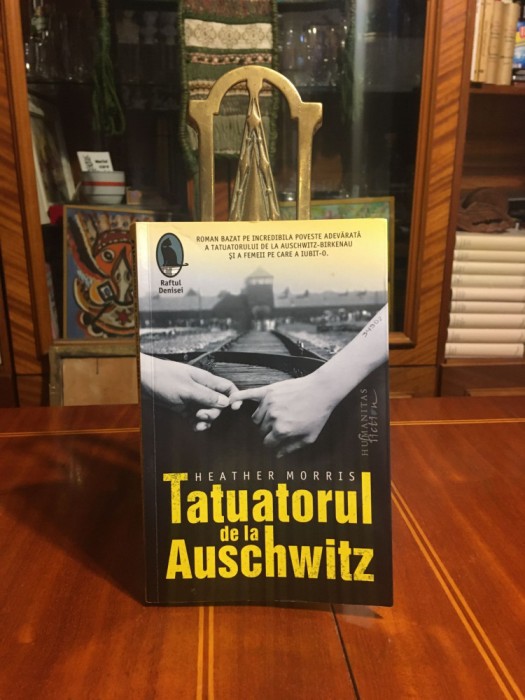 ROMAN BAZAT PE INCREDIBILA POVESTE ADEVĂRATĂ
A TATUATORULUI DE LA AUSCHWITZ-BIRKENAU
ȘI A FEMEII PE CARE A IUBIT-O.
Raftul
Denisei
34902
HUMANITAS
fiction
HEATHER MORRIS
Tatuatorul
de la
Auschwitz